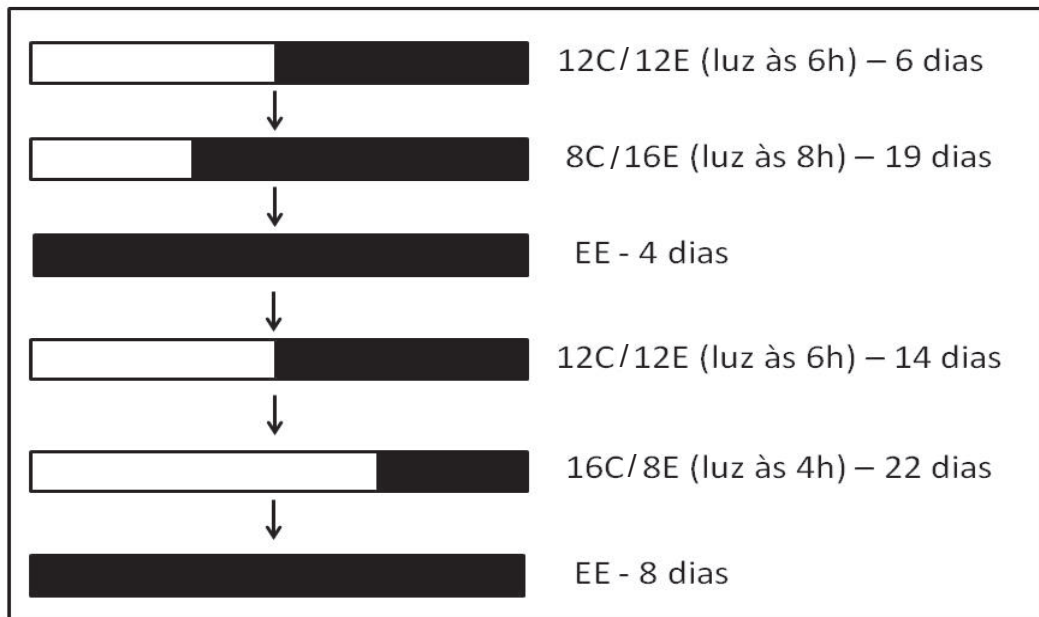 12C/12E (luz às 6h) – 6 dias
8C/16E (luz às 8h) – 19 dias
EE - 4 dias
12C/12E (luz às 6h) – 14 dias
16C/8E (luz às 4h) – 22 dias
EE - 8 dias